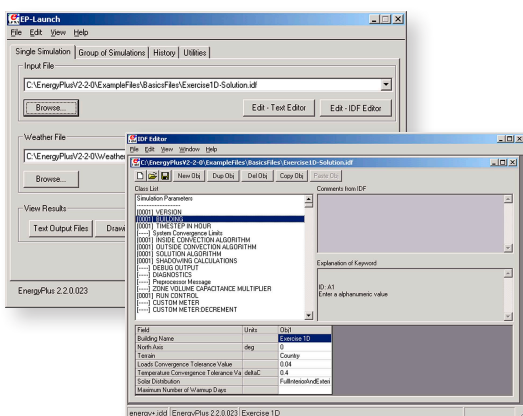 EP-Launch
File Edit View Help
Single Simulation Group of Simulations History Utilities
Input File
C:\EnergyPlusV2-2-0\ExampleFiles\BasicsFiles\Exercise1D-Solution.idf
Browse... Edit - Text Editor Edit - IDF Editor
Weather File
C:\EnergyPlusV2-2-0\Weather
Browse...
View Results
Text Output Files
EnergyPlus 2.2.0.023
IDF Editor
File Edit View Window Help
C:\EnergyPlusV2-2-0\ExampleFiles\BasicsFiles\Exercise1D-Solution.idf
New Obj Dup Obj Del Obj Copy Obj Paste Obj
Class List Comments from IDF
Simulation Parameters
[0001] VERSION
[0001] BUILDING
[0001] TIMESTEP IN HOUR
[-----] System Convergence Limits
[0001] INSIDE CONVECTION ALGORITHM
[0001] OUTSIDE CONVECTION ALGORITHM
[0001] SOLUTION ALGORITHM
[0001] SHADOWING CALCULATIONS
[-----] DEBUG OUTPUT
[-----] DIAGNOSTICS
[-----] Preprocessor Message
[-----] ZONE VOLUME CAPACITANCE MULTIPLIER
[0001] RUN CONTROL
[-----] CUSTOM METER
[-----] CUSTOM METER:DECREMENT
Explanation of Keyword
ID: A1
Enter a alphanumeric value
Field Units Obj1
Building Name Exercise 1D
North Axis deg 0
Terrain Country
Loads Convergence Tolerance Value 0.04
Temperature Convergence Tolerance Va deltaC 0.4
Solar Distribution FullInteriorAndExteri
Maximum Number of Warmup Days
energy+.idd EnergyPlus 2.2.0.023 Exercise 1D